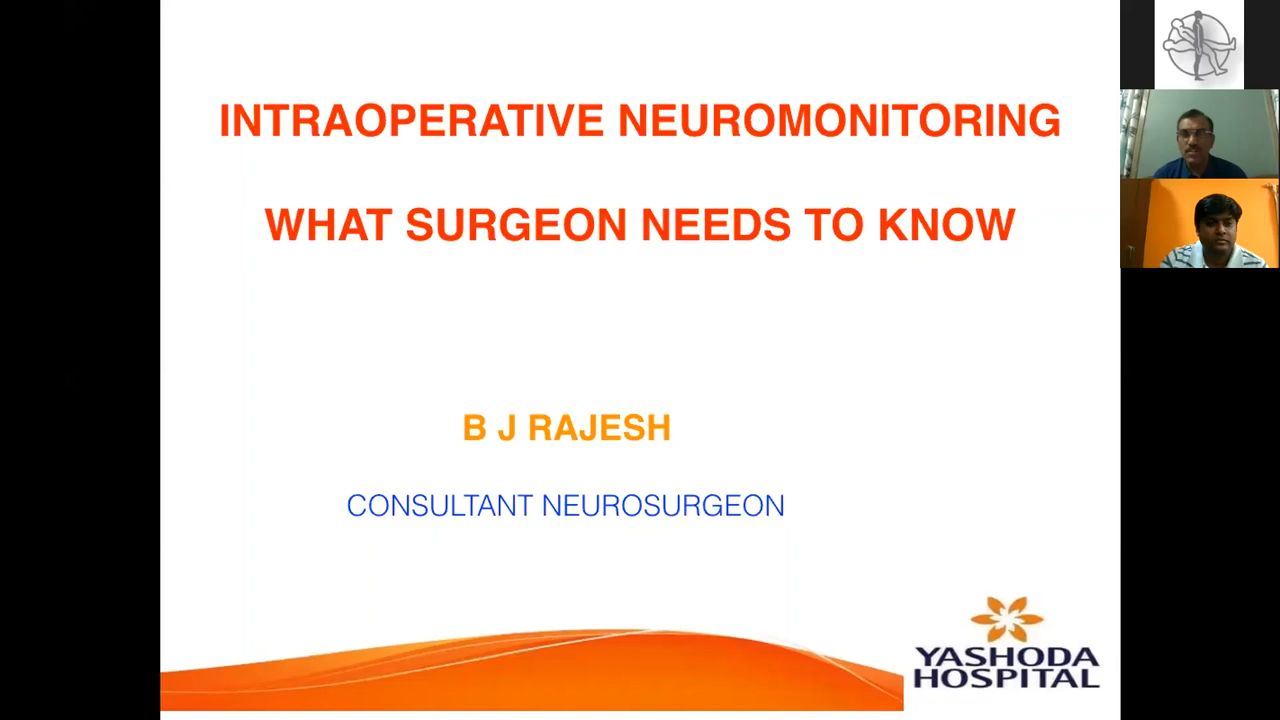 INTRAOPERATIVE NEUROMONITORING
WHAT SURGEON NEEDS TO KNOW
B J RAJESH
CONSULTANT NEUROSURGEON
YASHODA
HOSPITAL